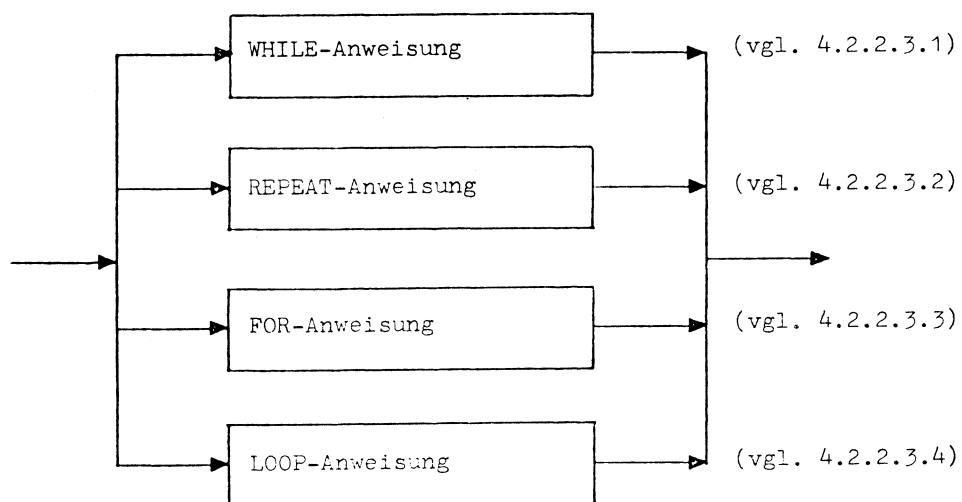 WHILE-Anweisung (vgl. 4.2.2.3.1)
REPEAT-Anweisung (vgl. 4.2.2.3.2)
FOR-Anweisung (vgl. 4.2.2.3.3)
LOOP-Anweisung (vgl. 4.2.2.3.4)